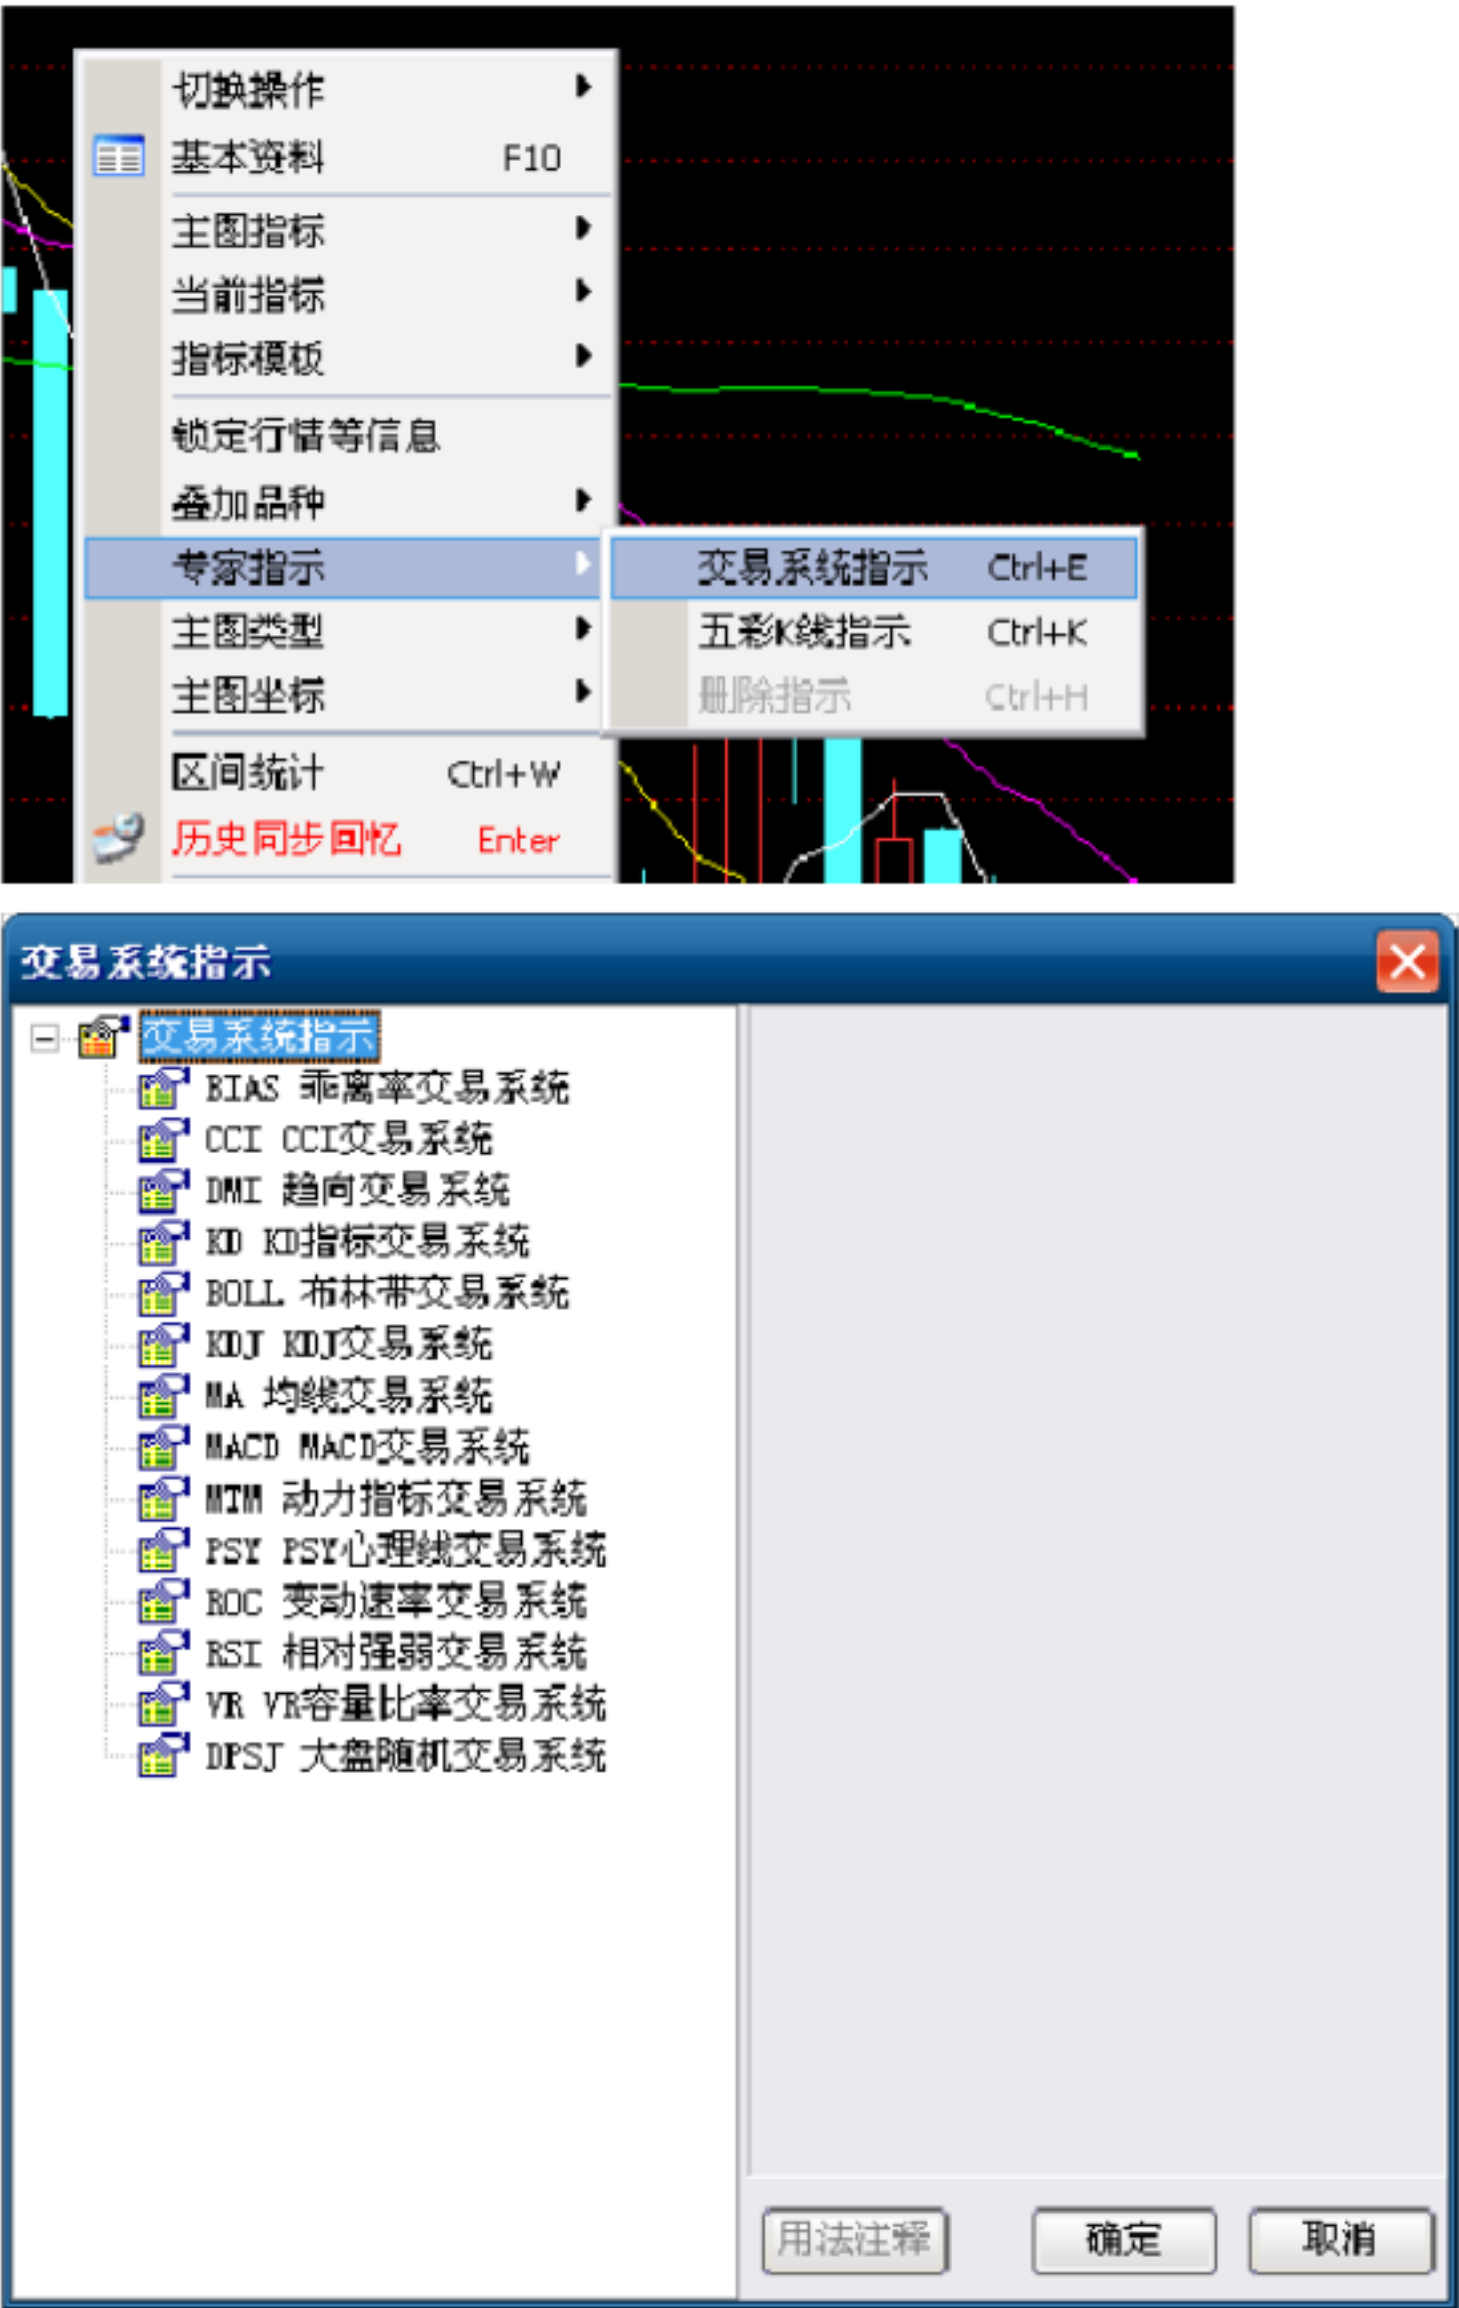 切换操作
基本资料 F10
主图指标
当前指标
指标模板
锁定行情等信息
叠加品种
专家指示
交易系统指示 Ctrl+E
主图类型
五彩K线指示 Ctrl+K
主图坐标
删除指示 Ctrl+H
区间统计 Ctrl+W
历史同步回忆 Enter
交易系统指示
交易系统指示
BIAS 乖离率交易系统
CCI CCI交易系统
DMI 趋向交易系统
KD KD指标交易系统
BOLL 布林带交易系统
KDJ KDJ交易系统
MA 均线交易系统
MACD MACD交易系统
MTM 动力指标交易系统
PSY PSY心理线交易系统
ROC 变动速率交易系统
RSI 相对强弱交易系统
VR VR容量比率交易系统
DPSJ 大盘随机交易系统
用法注释 确定 取消